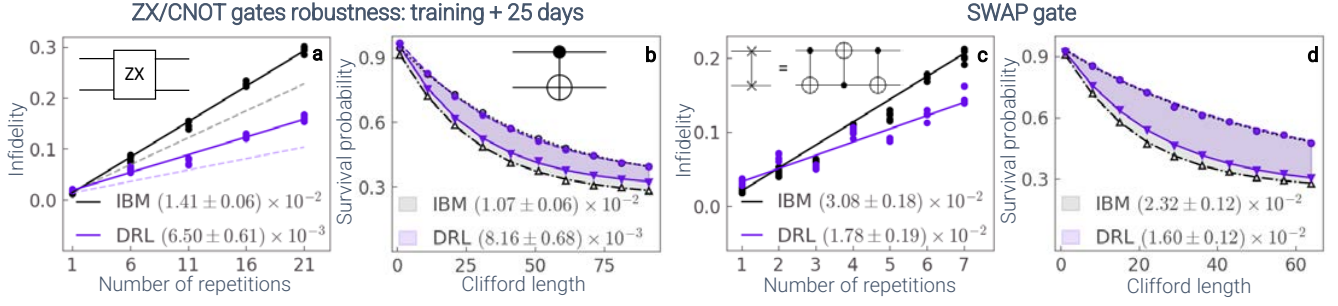 ZX/CNOT gates robustness: training + 25 days
SWAP gate
a
ZX
Infidelity
0.3
0.2
0.1
0.0
IBM (1.41 ± 0.06) × 10⁻²
DRL (6.50 ± 0.61) × 10⁻³
1 6 11 16 21
Number of repetitions
b
Survival probability
0.9
0.6
0.3
IBM (1.07 ± 0.06) × 10⁻²
DRL (8.16 ± 0.68) × 10⁻³
0 25 50 75
Clifford length
c
=
Infidelity
0.2
0.1
0.0
IBM (3.08 ± 0.18) × 10⁻²
DRL (1.78 ± 0.19) × 10⁻²
1 2 3 4 5 6 7
Number of repetitions
d
Survival probability
0.9
0.6
0.3
IBM (2.32 ± 0.12) × 10⁻²
DRL (1.60 ± 0.12) × 10⁻²
0 20 40 60
Clifford length